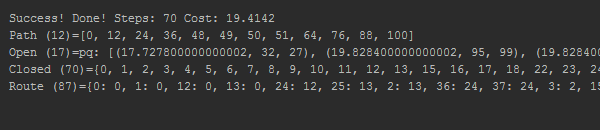 Success! Done! Steps: 70 Cost: 19.4142
Path (12)=[0, 12, 24, 36, 48, 49, 50, 51, 64, 76, 88, 100]
Open (17)=pq: [(17.727800000000002, 32, 27), (19.828400000000002, 95, 99), (19.82840
Closed (70)={0, 1, 2, 3, 4, 5, 6, 7, 8, 9, 10, 11, 12, 13, 15, 16, 17, 18, 22, 23, 24
Route (87)={0: 0, 1: 0, 12: 0, 13: 0, 24: 12, 25: 13, 2: 13, 36: 24, 37: 24, 3: 2, 15